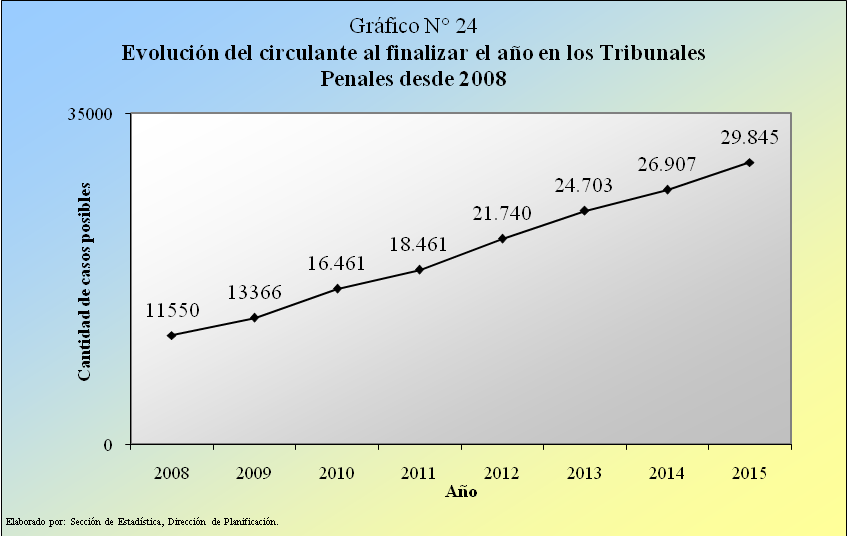 Gráfico N° 24
Evolución del circulante al finalizar el año en los Tribunales
Penales desde 2008
35000
29.845
26.907
24.703
21.740
18.461
16.461
13366
11550
Cantidad de casos posibles
0
2008 2009 2010 2011 2012 2013 2014 2015
Año
Elaborado por: Sección de Estadística, Dirección de Planificación.